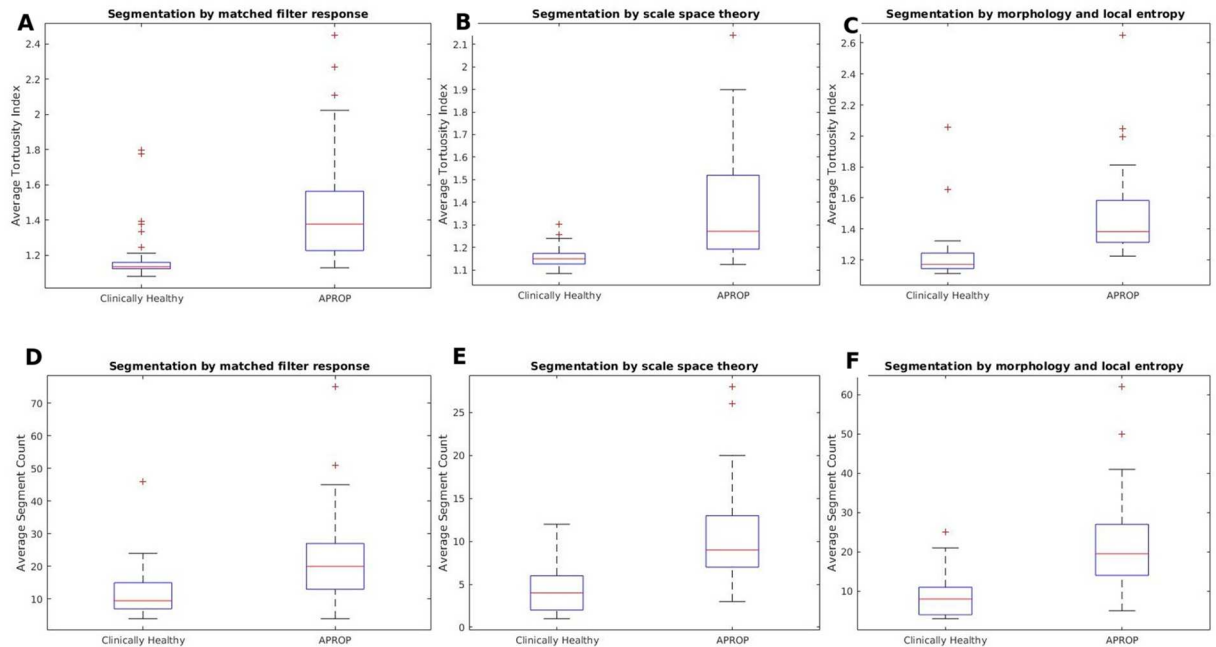 A
Segmentation by matched filter response
Average Tortuosity Index
2.4
2.2
2
1.8
1.6
1.4
1.2
Clinically Healthy
APROP
B
Segmentation by scale space theory
Average Tortuosity Index
2.1
2
1.9
1.8
1.7
1.6
1.5
1.4
1.3
1.2
1.1
Clinically Healthy
APROP
C
Segmentation by morphology and local entropy
Average Tortuosity Index
2.6
2.4
2.2
2
1.8
1.6
1.4
1.2
Clinically Healthy
APROP
D
Segmentation by matched filter response
Average Segment Count
70
60
50
40
30
20
10
Clinically Healthy
APROP
E
Segmentation by scale space theory
Average Segment Count
25
20
15
10
5
0
Clinically Healthy
APROP
F
Segmentation by morphology and local entropy
Average Segment Count
60
50
40
30
20
10
Clinically Healthy
APROP